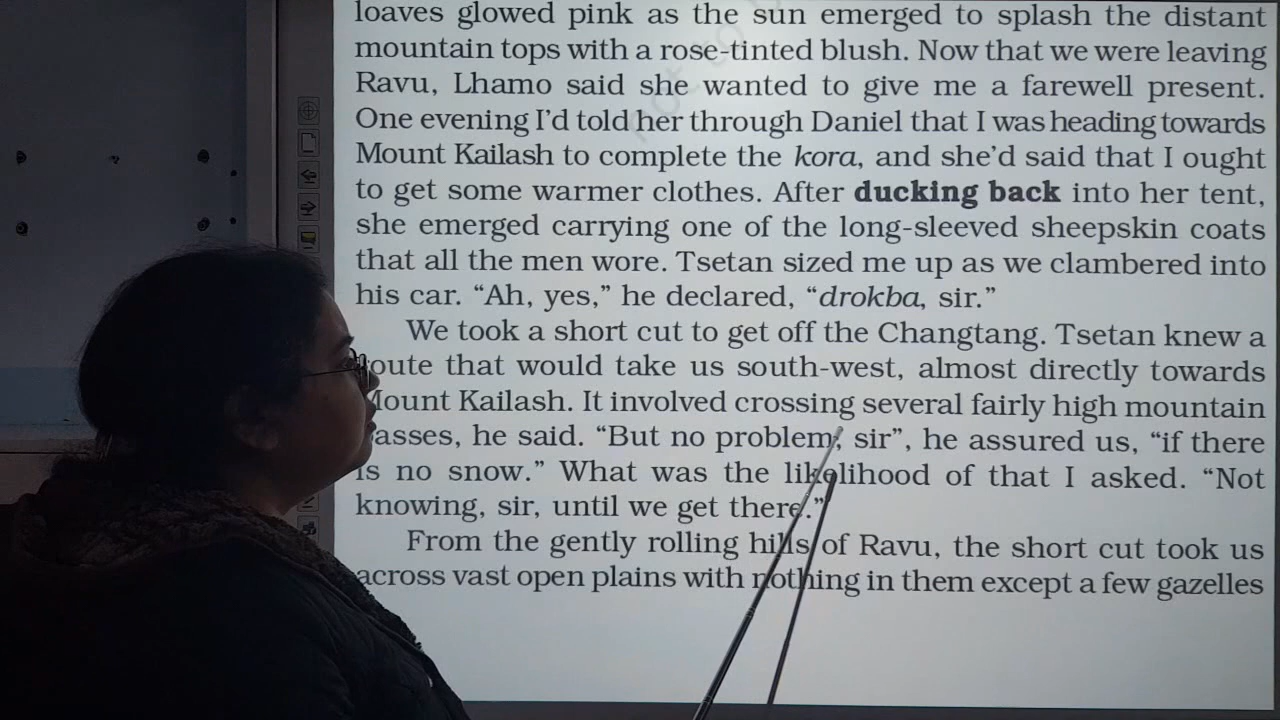 loaves glowed pink as the sun emerged to splash the distant
mountain tops with a rose-tinted blush. Now that we were leaving
Ravu, Lhamo said she wanted to give me a farewell present.
One evening I'd told her through Daniel that I was heading towards
Mount Kailash to complete the kora, and she'd said that I ought
to get some warmer clothes. After ducking back into her tent,
she emerged carrying one of the long-sleeved sheepskin coats
that all the men wore. Tsetan sized me up as we clambered into
his car. “Ah, yes,” he declared, “drokba, sir.”
We took a short cut to get off the Changtang. Tsetan knew a
oute that would take us south-west, almost directly towards
Mount Kailash. It involved crossing several fairly high mountain
asses, he said. “But no problem, sir”, he assured us, “if there
is no snow.” What was the likelihood of that I asked. “Not
knowing, sir, until we get there.”
From the gently rolling hills of Ravu, the short cut took us
across vast open plains with nothing in them except a few gazelles